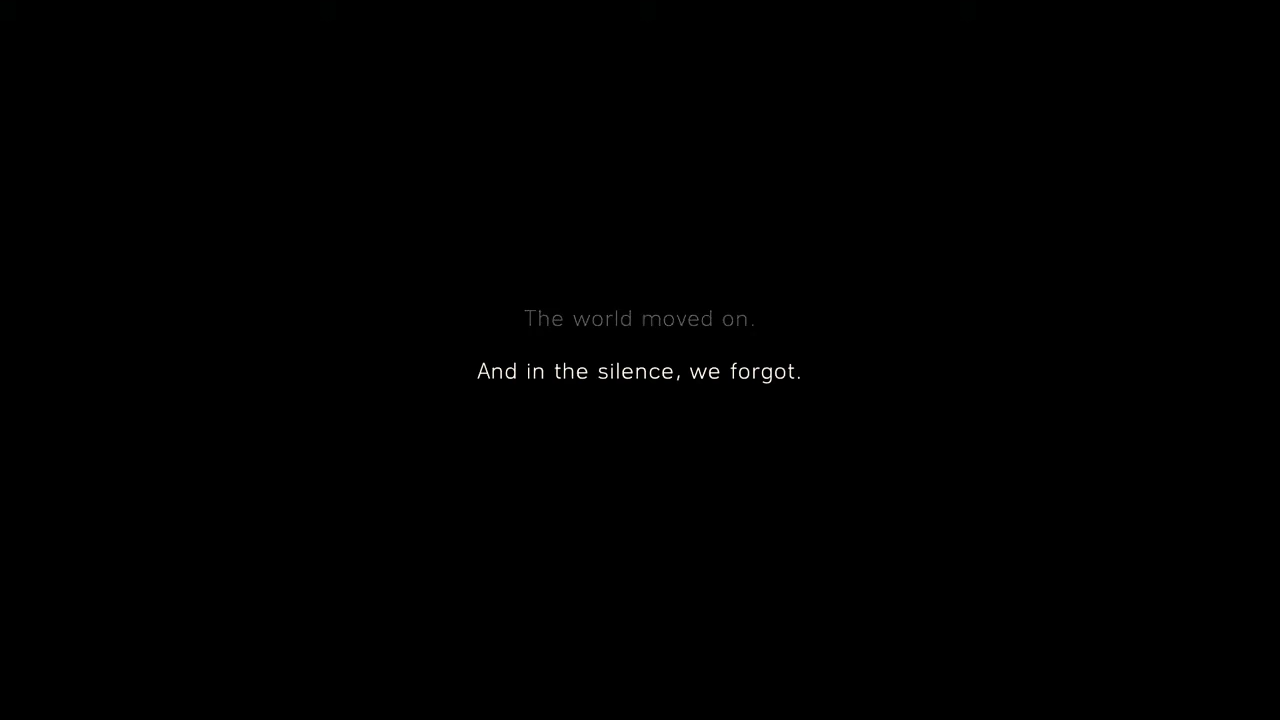 The world moved on.
And in the silence, we forgot.